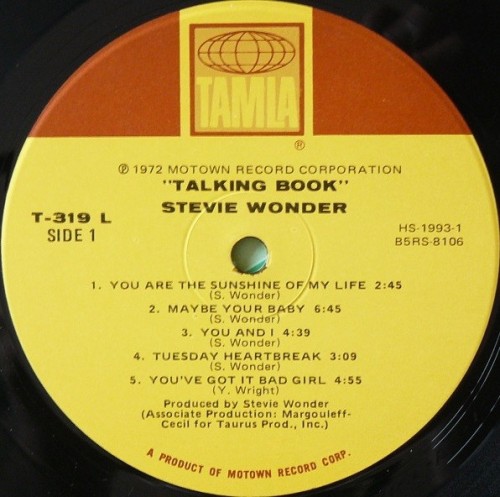 TAMLA
®
℗ 1972 MOTOWN RECORD CORPORATION
"TALKING BOOK"
STEVIE WONDER
T-319 L
SIDE 1
HS-1993-1
B5RS-8106
1. YOU ARE THE SUNSHINE OF MY LIFE 2:45
(S. Wonder)
2. MAYBE YOUR BABY 6:45
(S. Wonder)
3. YOU AND I 4:39
(S. Wonder)
4. TUESDAY HEARTBREAK 3:09
(S. Wonder)
5. YOU'VE GOT IT BAD GIRL 4:55
(Y. Wright)
Produced by Stevie Wonder
(Associate Production: Margouleff-
Cecil for Taurus Prod., Inc.)
A PRODUCT OF MOTOWN RECORD CORP.